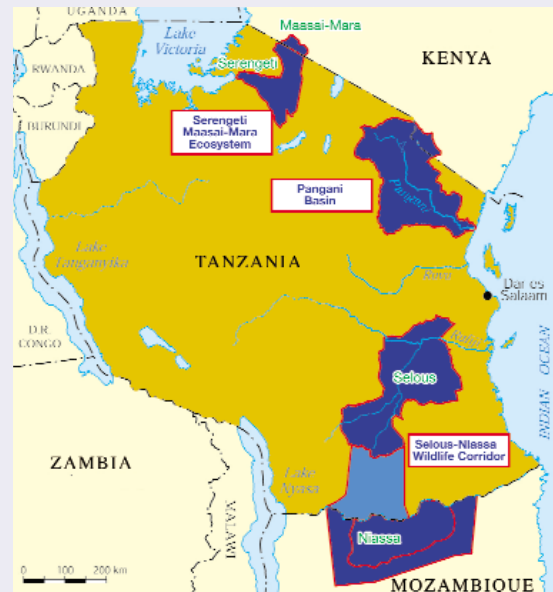 UGANDA
Maasai-Mara
Lake
Victoria
KENYA
Serengeti
RWANDA
Serengeti
Maasai-Mara
Ecosystem
BURUNDI
Pangani
Basin
Pangani
Lake
Tanganyika
TANZANIA
Ruvu
Dar es
Salaam
D.R.
CONGO
Rufiji
Selous
INDIAN OCEAN
ZAMBIA
Selous-Niassa
Wildlife Corridor
Lake
Nyasa
MALAWI
Niassa
0 100 200 km
MOZAMBIQUE